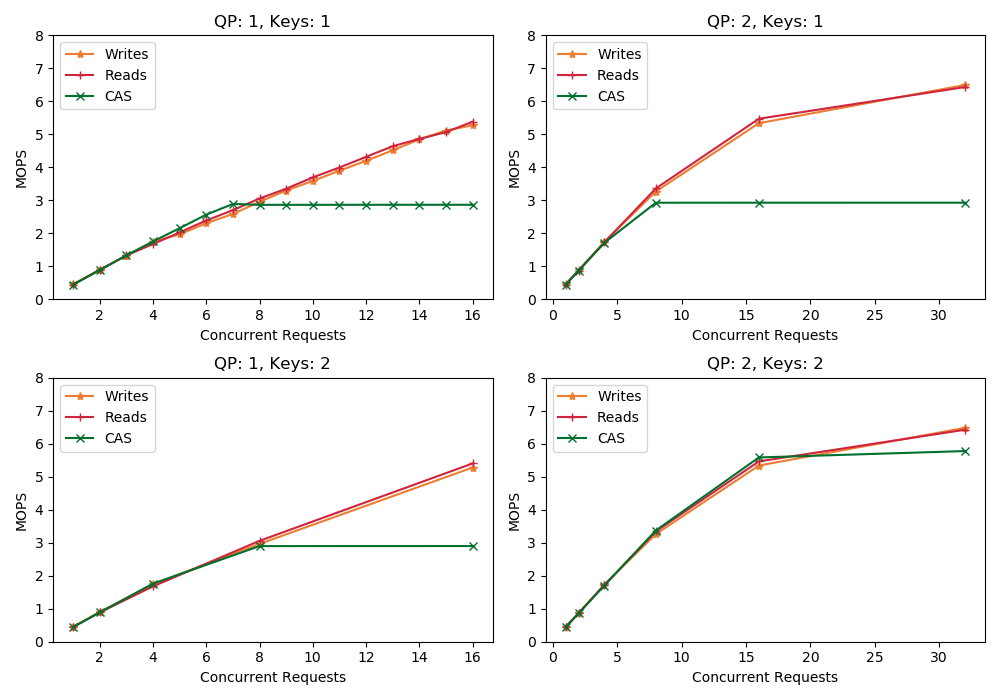 QP: 1, Keys: 1
MOPS
8
7
6
5
4
3
2
1
0
Writes
Reads
CAS
2 4 6 8 10 12 14 16
Concurrent Requests
QP: 2, Keys: 1
MOPS
8
7
6
5
4
3
2
1
0
Writes
Reads
CAS
0 5 10 15 20 25 30
Concurrent Requests
QP: 1, Keys: 2
MOPS
8
7
6
5
4
3
2
1
0
Writes
Reads
CAS
2 4 6 8 10 12 14 16
Concurrent Requests
QP: 2, Keys: 2
MOPS
8
7
6
5
4
3
2
1
0
Writes
Reads
CAS
0 5 10 15 20 25 30
Concurrent Requests